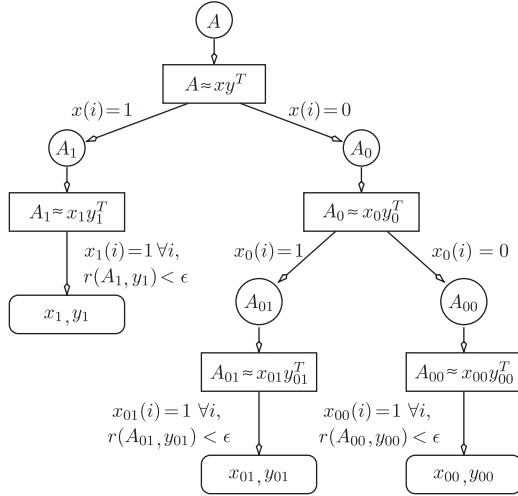 A
A ≈ xy^T
x(i) = 1
x(i) = 0
A_1
A_0
A_1 ≈ x_1 y_1^T
A_0 ≈ x_0 y_0^T
x_1(i) = 1 ∀i,
r(A_1, y_1) < ϵ
x_0(i) = 1
x_0(i) = 0
x_1, y_1
A_01
A_00
A_01 ≈ x_01 y_01^T
A_00 ≈ x_00 y_00^T
x_01(i) = 1 ∀i,
r(A_01, y_01) < ϵ
x_00(i) = 1 ∀i,
r(A_00, y_00) < ϵ
x_01, y_01
x_00, y_00